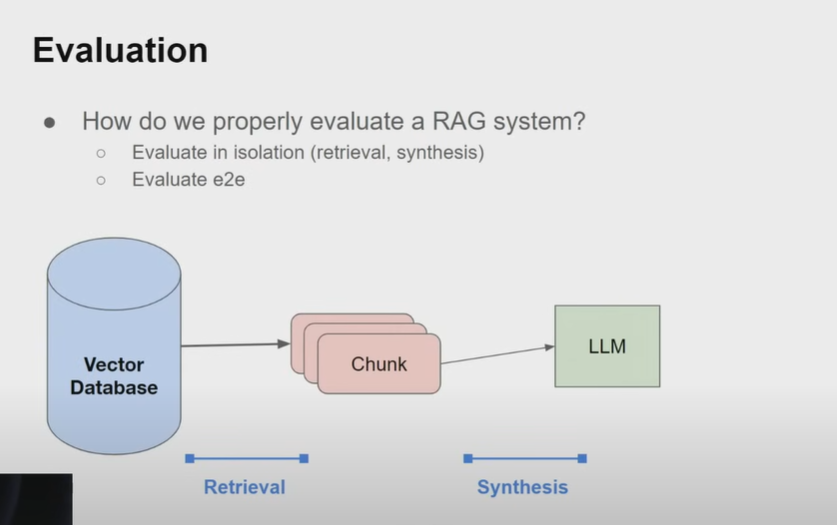 Evaluation
● How do we properly evaluate a RAG system?
○ Evaluate in isolation (retrieval, synthesis)
○ Evaluate e2e
Vector
Database
Chunk
LLM
Retrieval
Synthesis